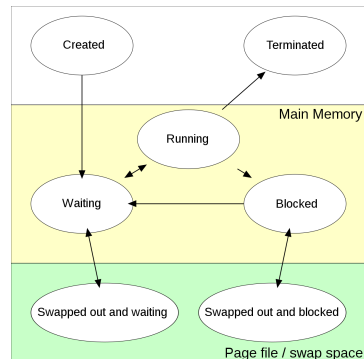 Created
Terminated
Main Memory
Running
Waiting
Blocked
Swapped out and waiting
Swapped out and blocked
Page file / swap space